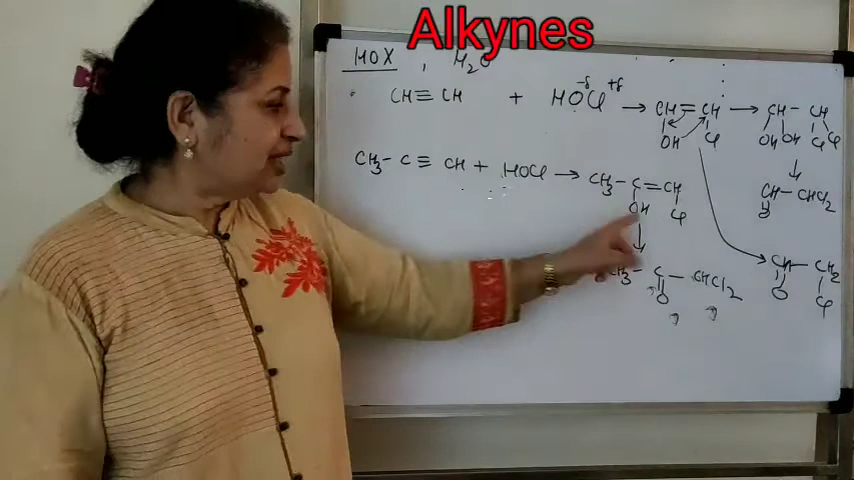 Alkynes
HOX , H₂O
CH≡CH + HOCl → CH=CH → CH-CH
-δ +δ
OH Cl OH OH Cl Cl
CH₃-C≡CH + HOCl → CH₃-C=CH
OH Cl
CH-CHCl₂
CH₃-C-CHCl₂
O
CH-CH₂
O Cl